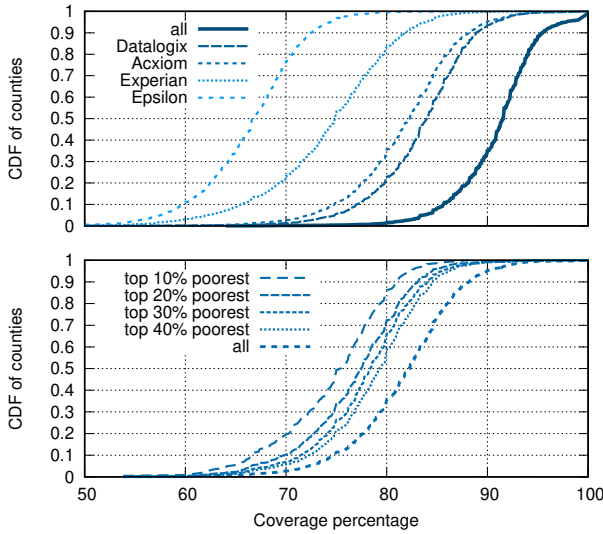 CDF of counties
1
0.9
0.8
0.7
0.6
0.5
0.4
0.3
0.2
0.1
0
all
Datalogix
Acxiom
Experian
Epsilon
CDF of counties
1
0.9
0.8
0.7
0.6
0.5
0.4
0.3
0.2
0.1
0
top 10% poorest
top 20% poorest
top 30% poorest
top 40% poorest
all
50 60 70 80 90 100
Coverage percentage